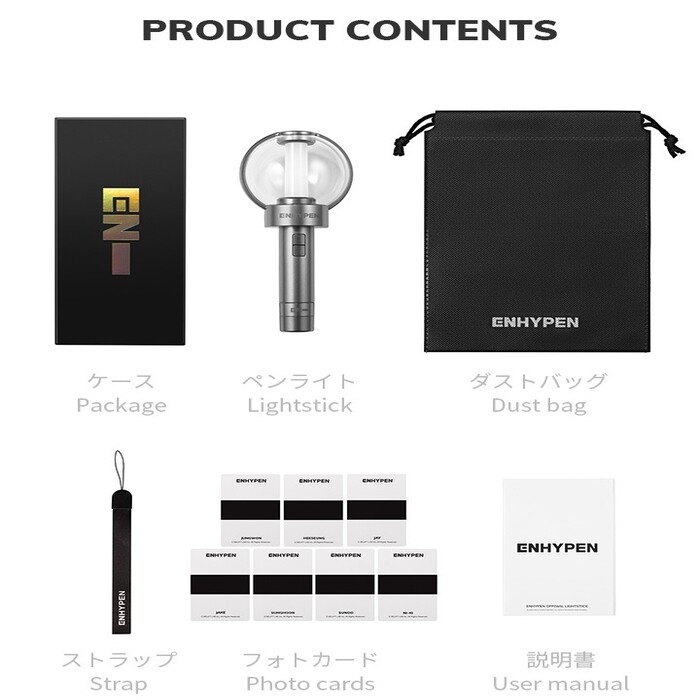 PRODUCT CONTENTS
EN-
ENHYPEN
ENHYPEN
ケース
Package
ペンライト
Lightstick
ダストバッグ
Dust bag
ENHYPEN
ENHYPEN
JUNGWON
ENHYPEN
HEESEUNG
ENHYPEN
JAY
ENHYPEN
JAKE
ENHYPEN
SUNGHOON
ENHYPEN
SUNOO
ENHYPEN
NI-KI
ENHYPEN
ENHYPEN OFFICIAL LIGHTSTICK
ストラップ
Strap
フォトカード
Photo cards
説明書
User manual